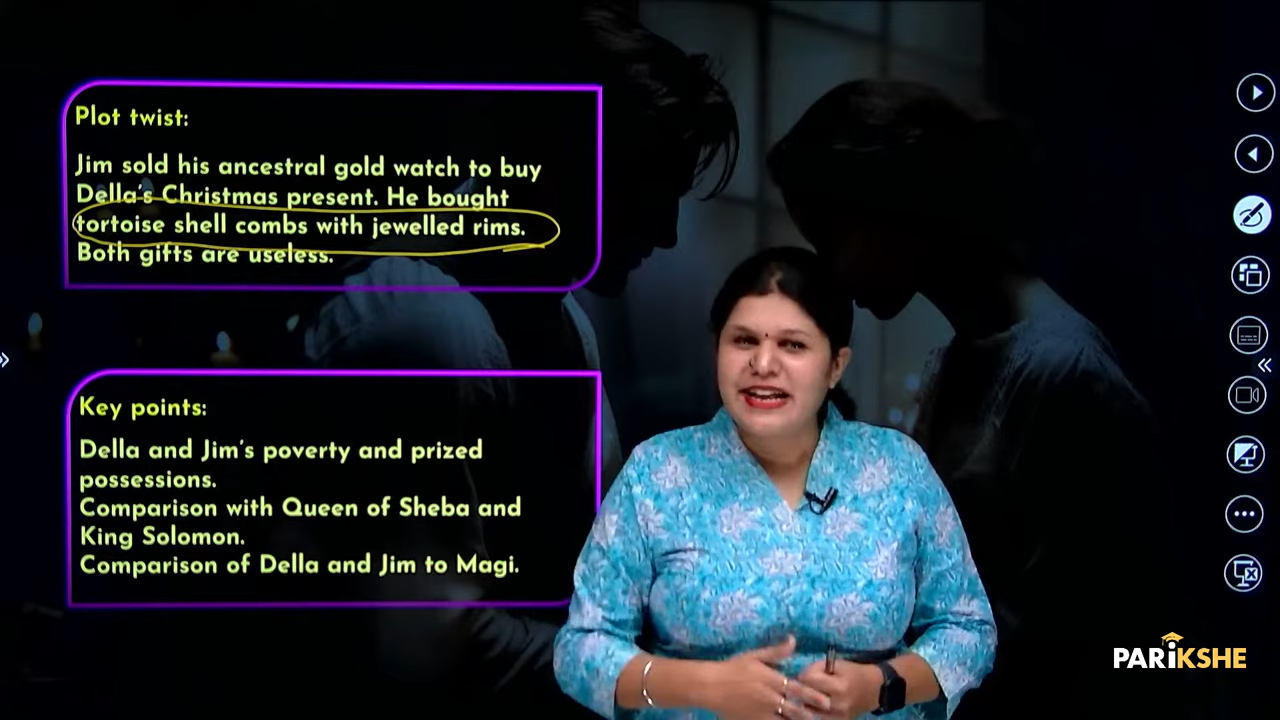 Plot twist:
Jim sold his ancestral gold watch to buy
Della's Christmas present. He bought
tortoise shell combs with jewelled rims.
Both gifts are useless.
Key points:
Della and Jim's poverty and prized
possessions.
Comparison with Queen of Sheba and
King Solomon.
Comparison of Della and Jim to Magi.
PARIKSHE